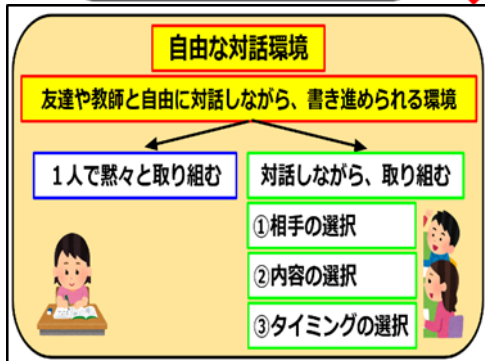 自由な対話環境
友達や教師と自由に対話しながら、書き進められる環境
1人で黙々と取り組む
対話しながら、取り組む
①相手の選択
②内容の選択
③タイミングの選択